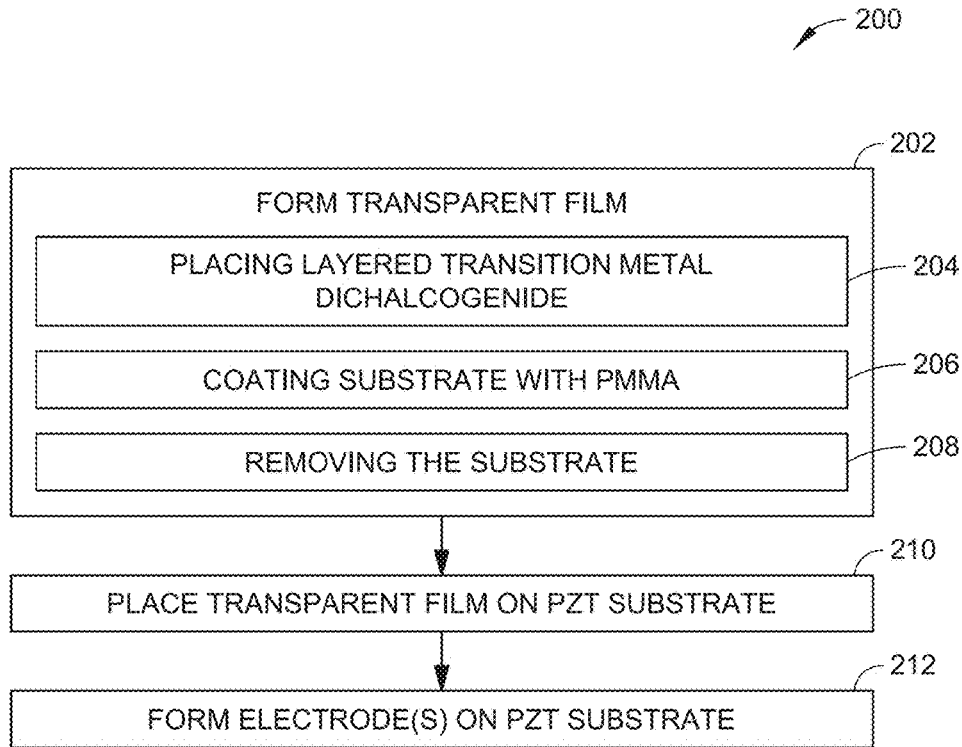 200
202
FORM TRANSPARENT FILM
PLACING LAYERED TRANSITION METAL
DICHALCOGENIDE
204
COATING SUBSTRATE WITH PMMA
206
REMOVING THE SUBSTRATE
208
210
PLACE TRANSPARENT FILM ON PZT SUBSTRATE
212
FORM ELECTRODE(S) ON PZT SUBSTRATE